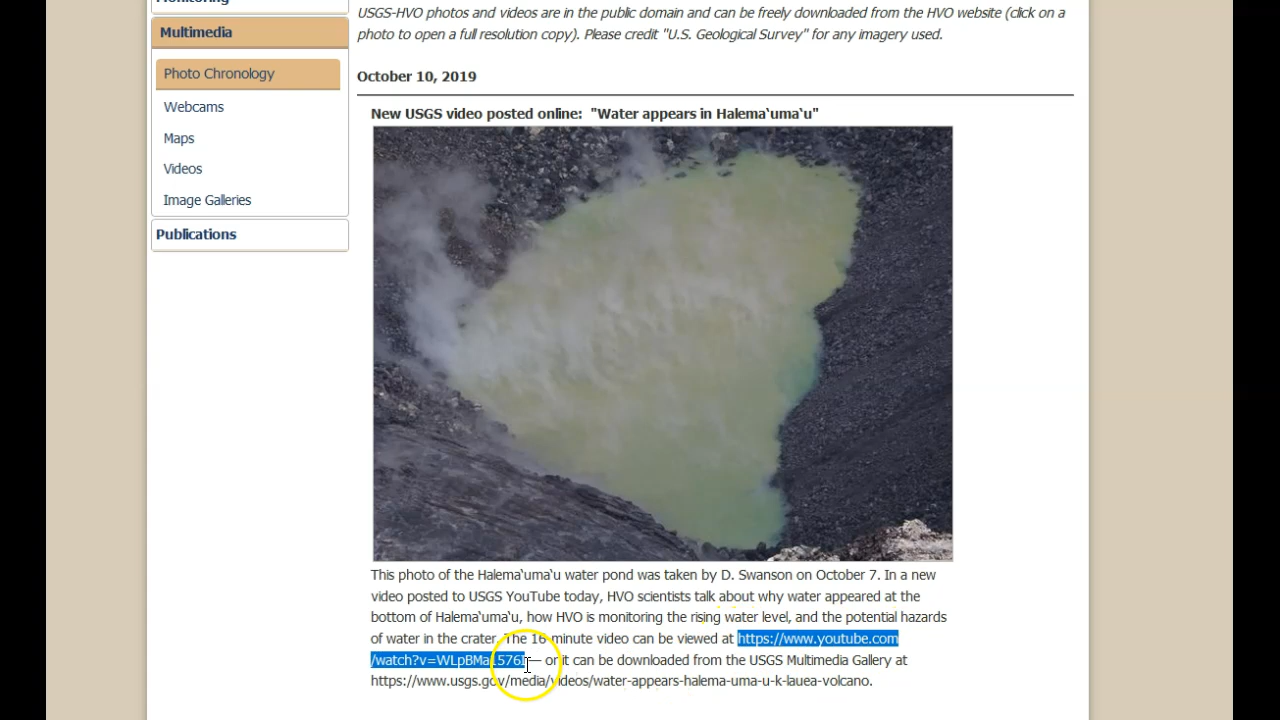 USGS-HVO photos and videos are in the public domain and can be freely downloaded from the HVO website (click on a
photo to open a full resolution copy). Please credit "U.S. Geological Survey" for any imagery used.
Multimedia
Photo Chronology
Webcams
Maps
Videos
Image Galleries
Publications
October 10, 2019
New USGS video posted online: "Water appears in Halema‘uma‘u"
This photo of the Halema‘uma‘u water pond was taken by D. Swanson on October 7. In a new
video posted to USGS YouTube today, HVO scientists talk about why water appeared at the
bottom of Halema‘uma‘u, how HVO is monitoring the rising water level, and the potential hazards
of water in the crater. The 16-minute video can be viewed at https://www.youtube.com
— or it can be downloaded from the USGS Multimedia Gallery at
https://www.usgs.gov/media/videos/water-appears-halema-uma-u-k-lauea-volcano.